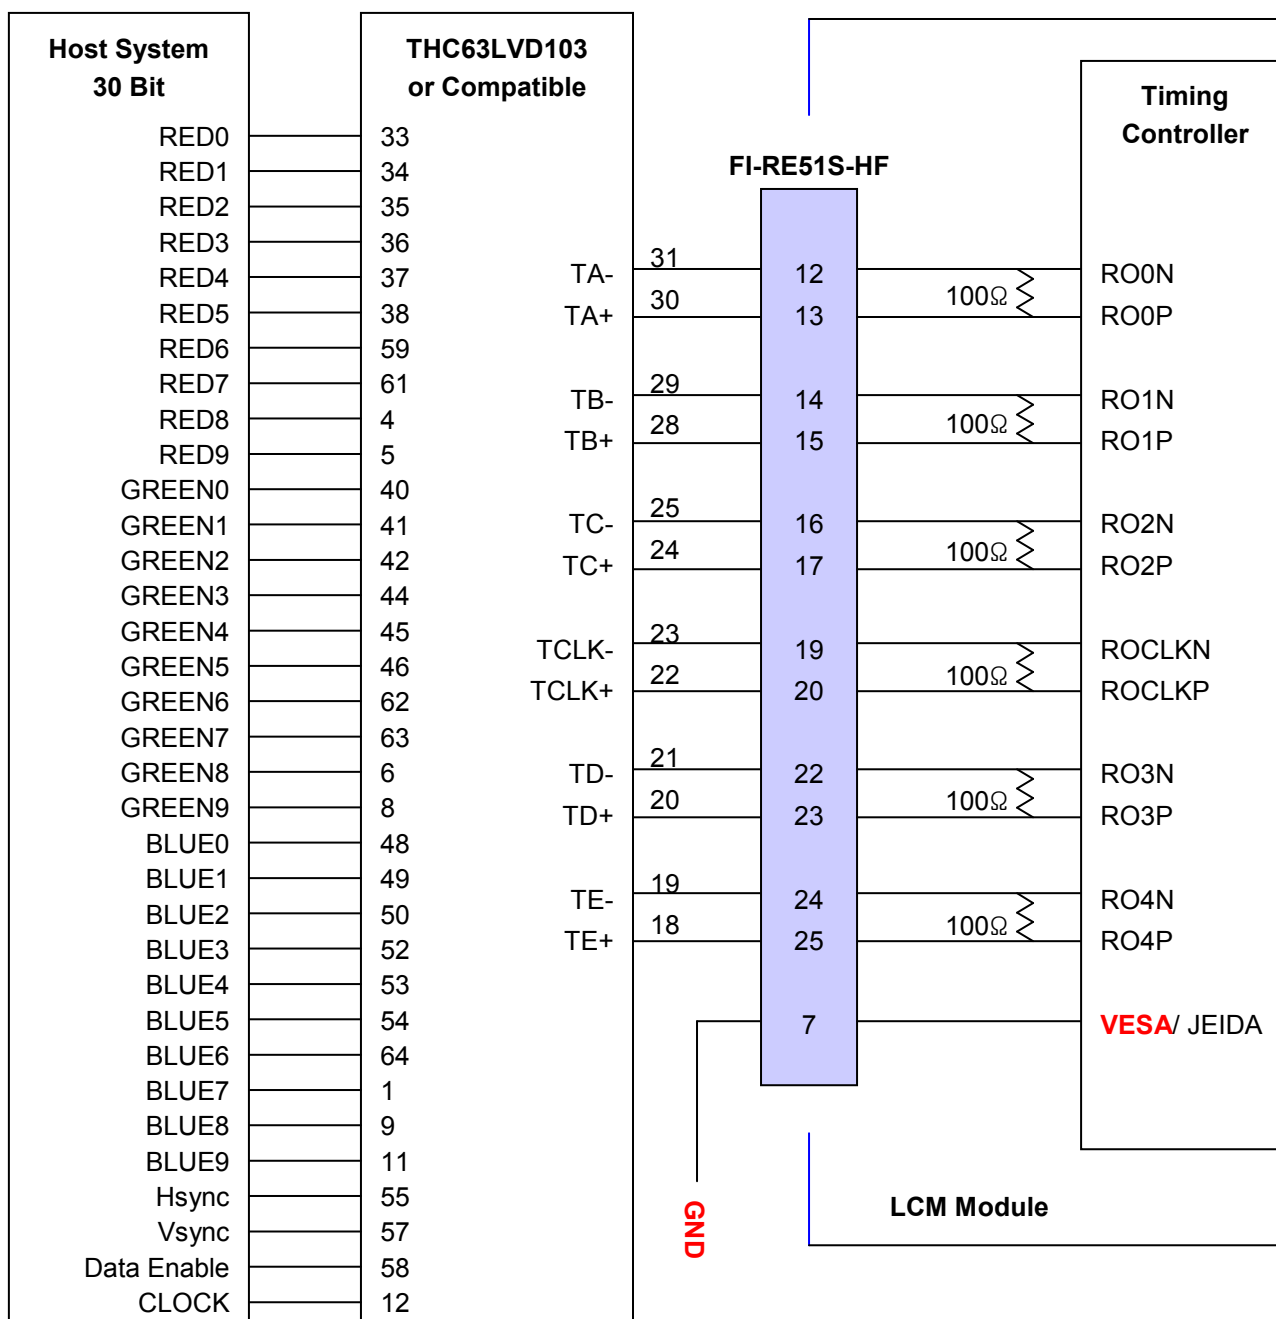 Host System
30 Bit
RED0
RED1
RED2
RED3
RED4
RED5
RED6
RED7
RED8
RED9
GREEN0
GREEN1
GREEN2
GREEN3
GREEN4
GREEN5
GREEN6
GREEN7
GREEN8
GREEN9
BLUE0
BLUE1
BLUE2
BLUE3
BLUE4
BLUE5
BLUE6
BLUE7
BLUE8
BLUE9
Hsync
Vsync
Data Enable
CLOCK
THC63LVD103
or Compatible
33
34
35
36
37
38
59
61
4
5
40
41
42
44
45
46
62
63
6
8
48
49
50
52
53
54
64
1
9
11
55
57
58
12
TA-
TA+
TB-
TB+
TC-
TC+
TCLK-
TCLK+
TD-
TD+
TE-
TE+
31
30
29
28
25
24
23
22
21
20
19
18
GND
FI-RE51S-HF
12
13
14
15
16
17
19
20
22
23
24
25
7
100Ω
100Ω
100Ω
100Ω
100Ω
100Ω
Timing
Controller
RO0N
RO0P
RO1N
RO1P
RO2N
RO2P
ROCLKN
ROCLKP
RO3N
RO3P
RO4N
RO4P
VESA/ JEIDA
LCM Module